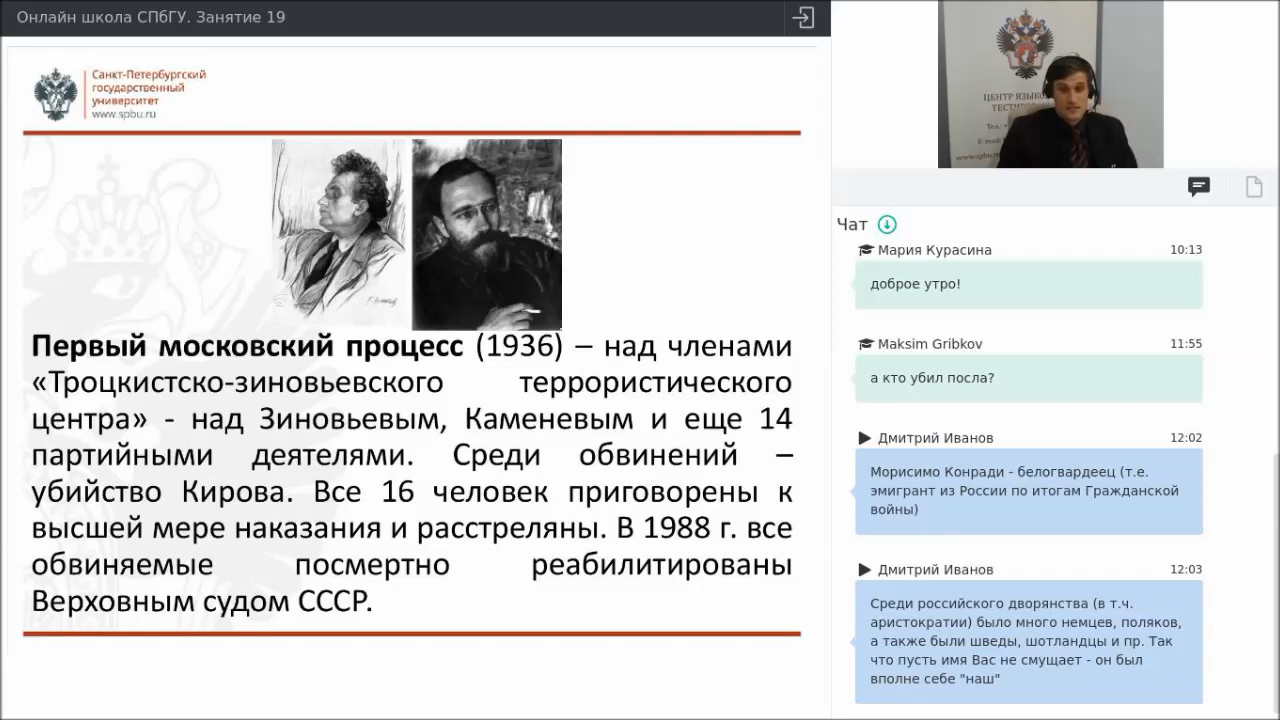 Онлайн школа СПбГУ. Занятие 19
Санкт-Петербургский
государственный
университет
www.spbu.ru
Первый московский процесс (1936) – над членами
«Троцкистско-зиновьевского террористического
центра» - над Зиновьевым, Каменевым и еще 14
партийными деятелями. Среди обвинений –
убийство Кирова. Все 16 человек приговорены к
высшей мере наказания и расстреляны. В 1988 г. все
обвиняемые посмертно реабилитированы
Верховным судом СССР.
ЦЕНТР ЯЗЫКО
ТЕСТИРО
Тел.:
E-mail:
Чат
Мария Курасина 10:13
доброе утро!
Maksim Gribkov 11:55
а кто убил посла?
Дмитрий Иванов 12:02
Морисимо Конради - белогвардеец (т.е.
эмигрант из России по итогам Гражданской
войны)
Дмитрий Иванов 12:03
Среди российского дворянства (в т.ч.
аристократии) было много немцев, поляков,
а также были шведы, шотландцы и пр. Так
что пусть имя Вас не смущает - он был
вполне себе "наш"